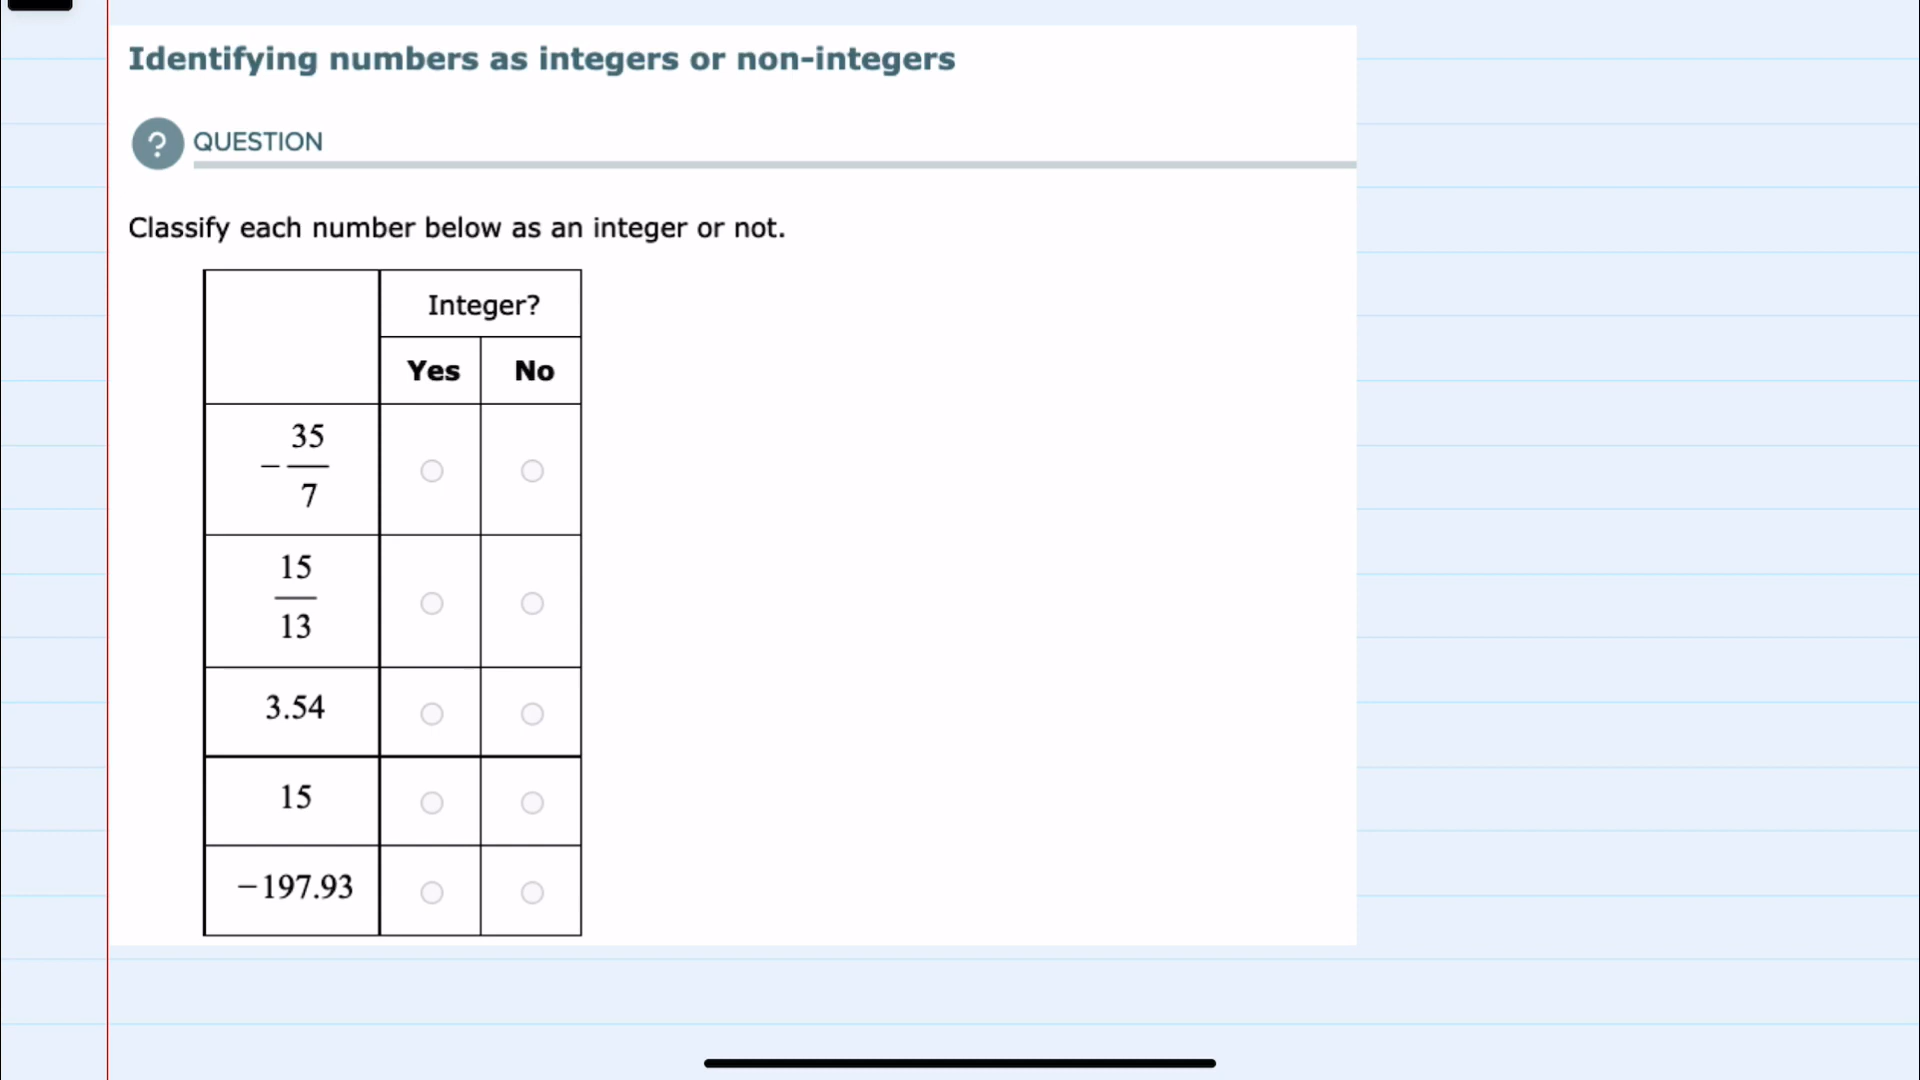 Identifying numbers as integers or non-integers
? QUESTION
Classify each number below as an integer or not.
Integer?
Yes No
−35/7
15/13
3.54
15
−197.93